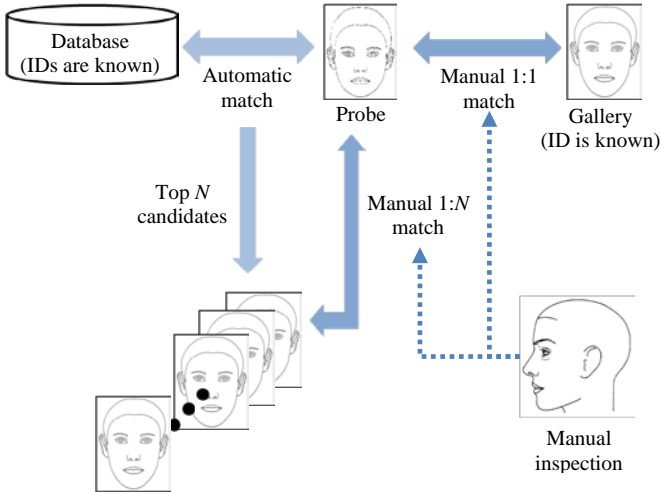 Database
(IDs are known)
Automatic
match
Probe
Manual 1:1
match
Gallery
(ID is known)
Top N
candidates
Manual 1:N
match
Manual
inspection